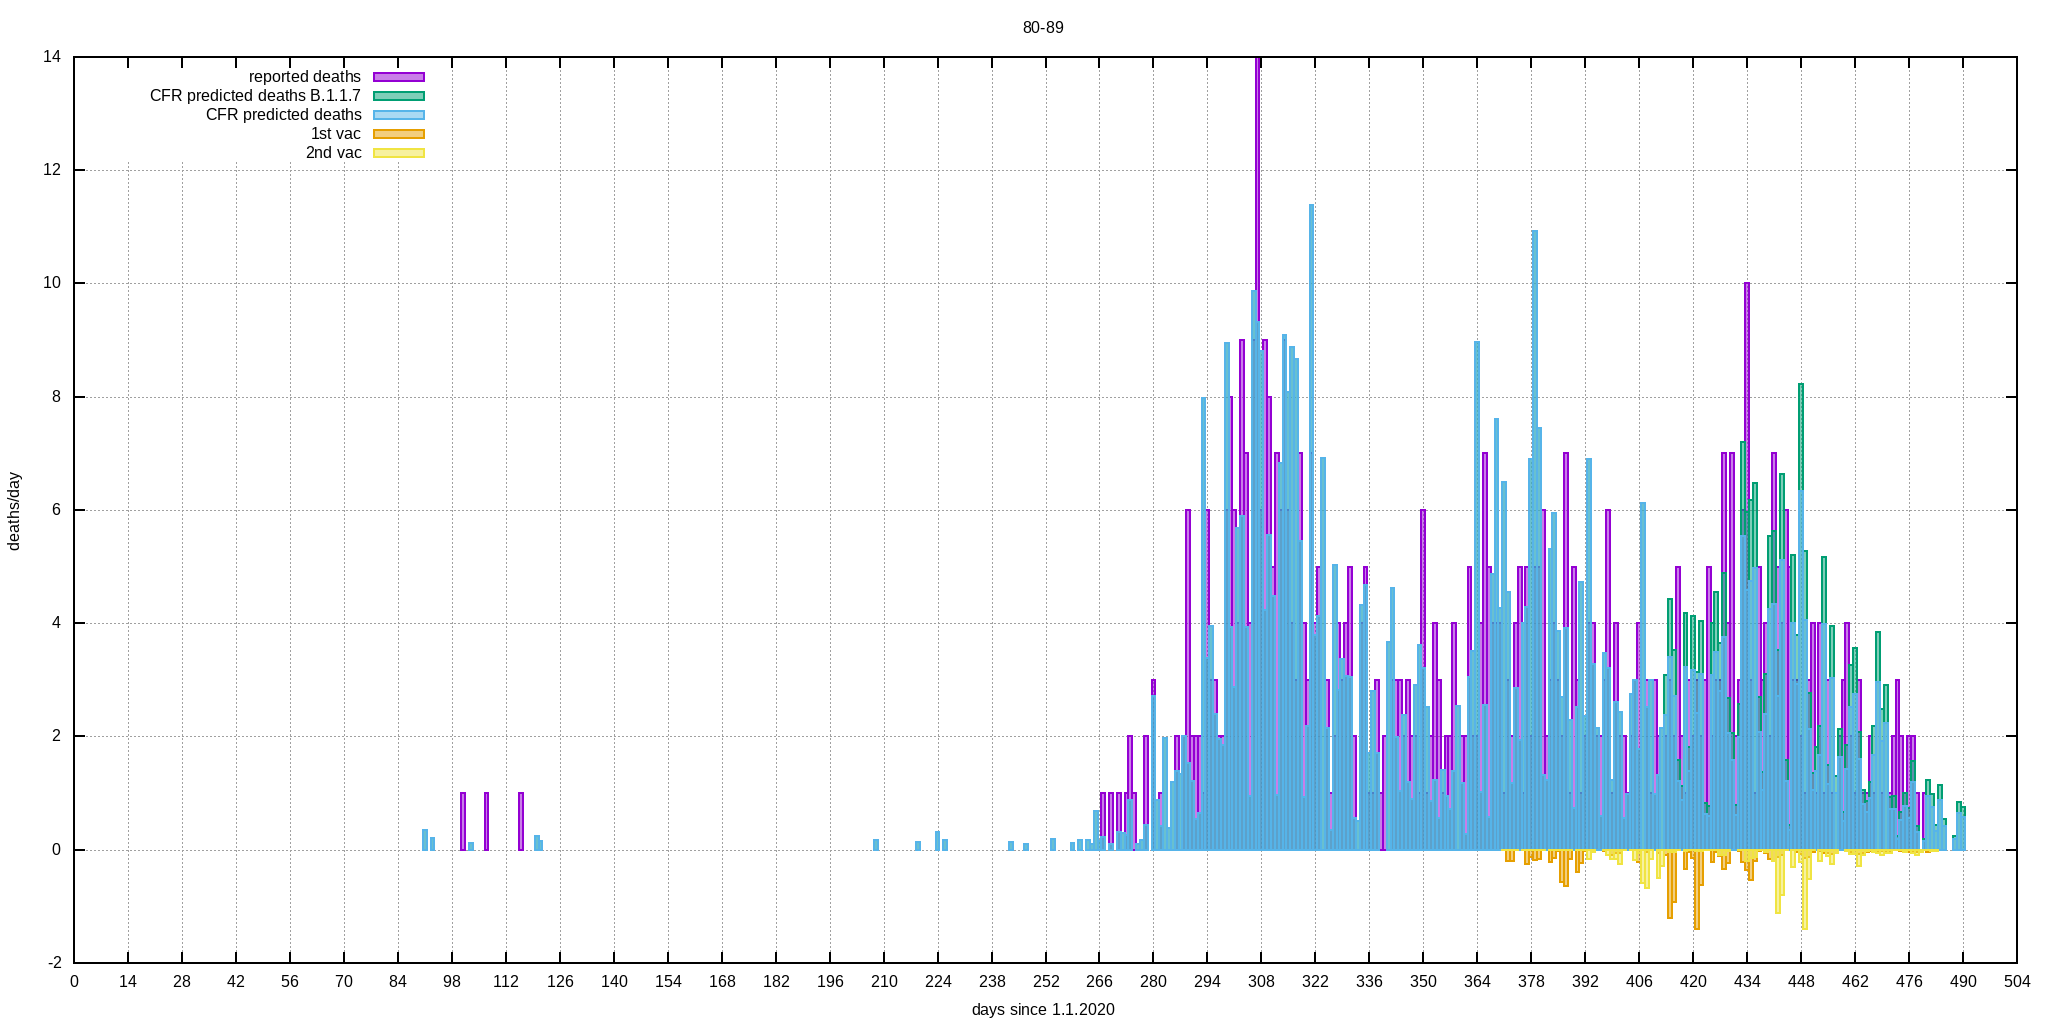 80-89
14
12
10
8
6
4
2
0
-2
deaths/day
reported deaths
CFR predicted deaths B.1.1.7
CFR predicted deaths
1st vac
2nd vac
0 14 28 42 56 70 84 98 112 126 140 154 168 182 196 210 224 238 252 266 280 294 308 322 336 350 364 378 392 406 420 434 448 462 476 490 504
days since 1.1.2020